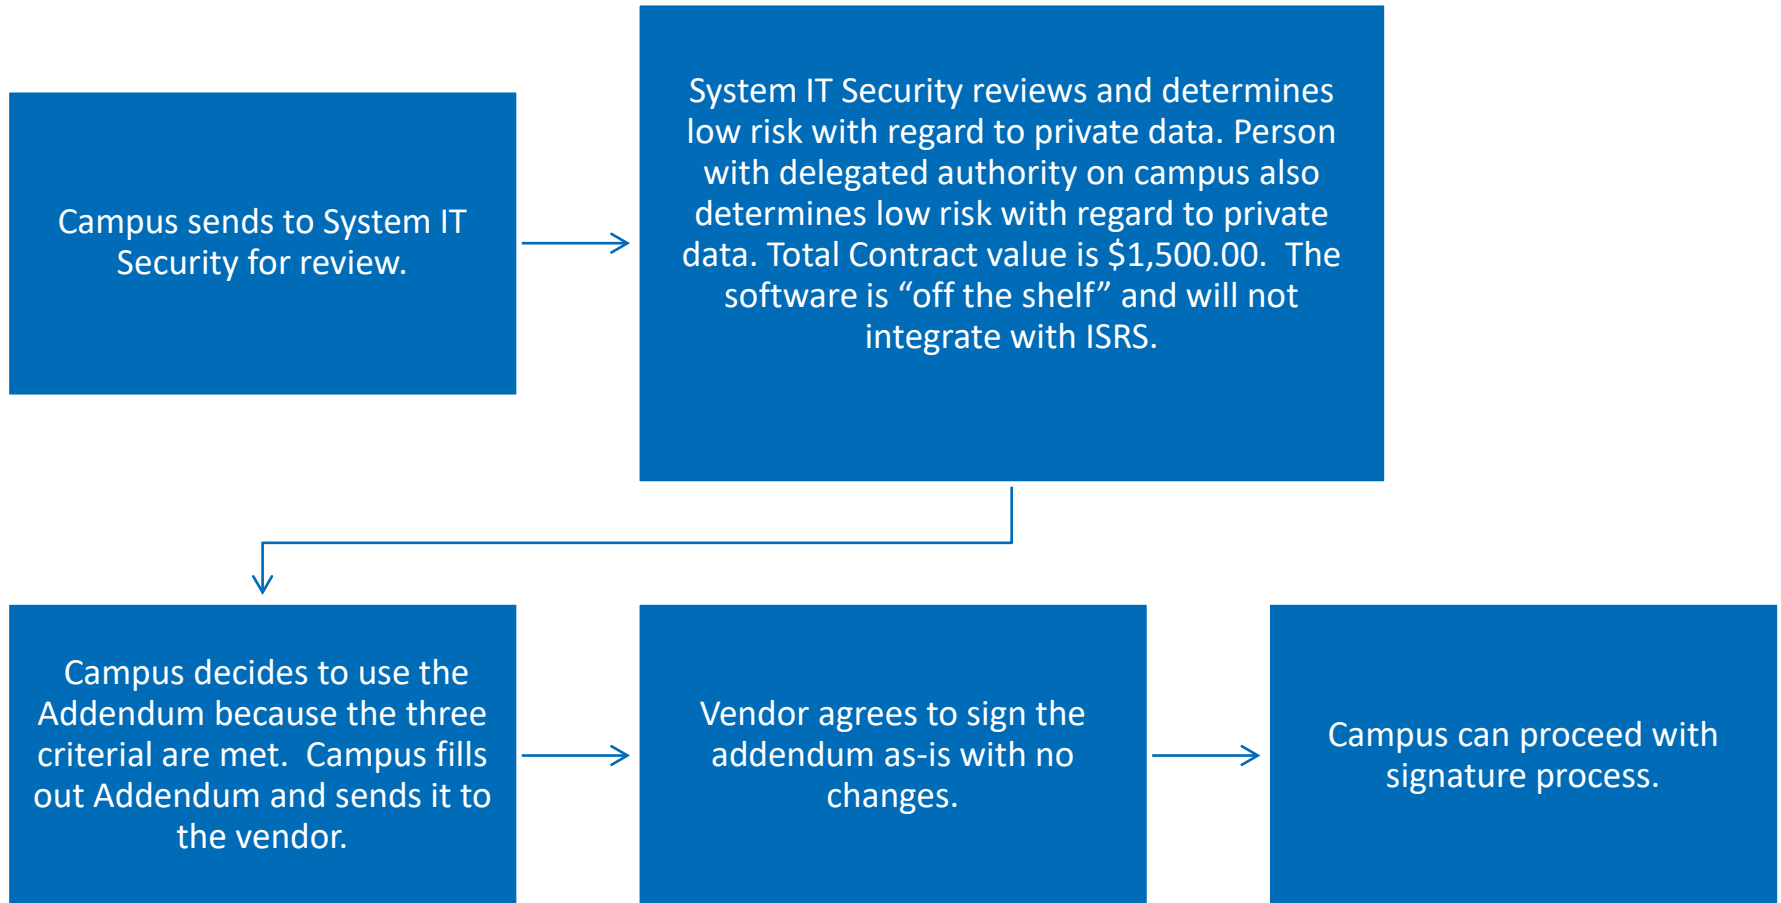 Campus sends to System IT
Security for review.
System IT Security reviews and determines
low risk with regard to private data. Person
with delegated authority on campus also
determines low risk with regard to private
data. Total Contract value is $1,500.00.  The
software is “off the shelf” and will not
integrate with ISRS.
Campus decides to use the
Addendum because the three
criterial are met.  Campus fills
out Addendum and sends it to
the vendor.
Vendor agrees to sign the
addendum as-is with no
changes.
Campus can proceed with
signature process.